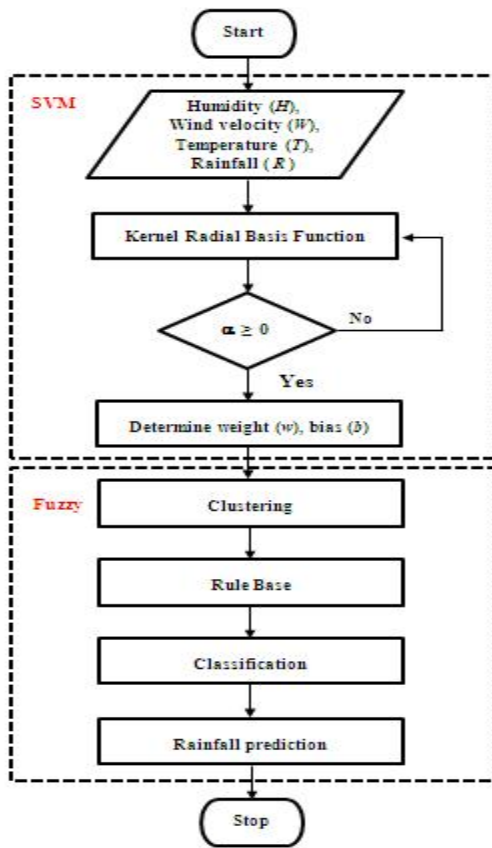 Start
SVM
Humidity (H),
Wind velocity (W),
Temperature (T),
Rainfall (R)
Kernel Radial Basis Function
α ≥ 0
No
Yes
Determine weight (w), bias (b)
Fuzzy
Clustering
Rule Base
Classification
Rainfall prediction
Stop